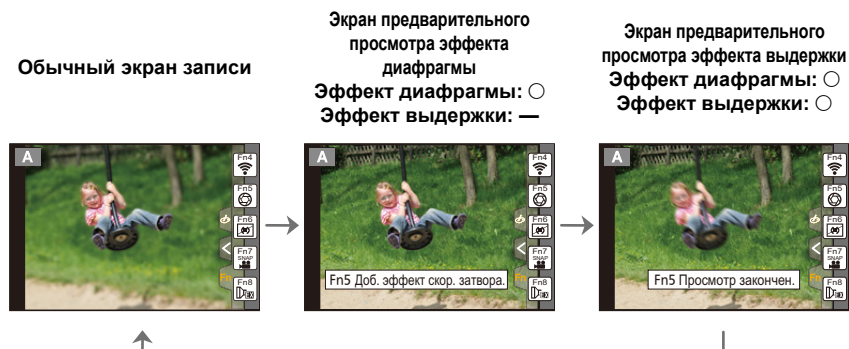 Обычный экран записи
Экран предварительного
просмотра эффекта
диафрагмы
Эффект диафрагмы: ○
Эффект выдержки: —
Экран предварительного
просмотра эффекта выдержки
Эффект диафрагмы: ○
Эффект выдержки: ○
A
Fn4
Fn5
Fn6
Fn7
SNAP
Fn
Fn8
A
Fn4
Fn5
Fn6
Fn7
SNAP
Fn8
Fn5 Доб. эффект скор. затвора.
A
Fn4
Fn5
Fn6
Fn7
SNAP
Fn8
Fn5 Просмотр закончен.